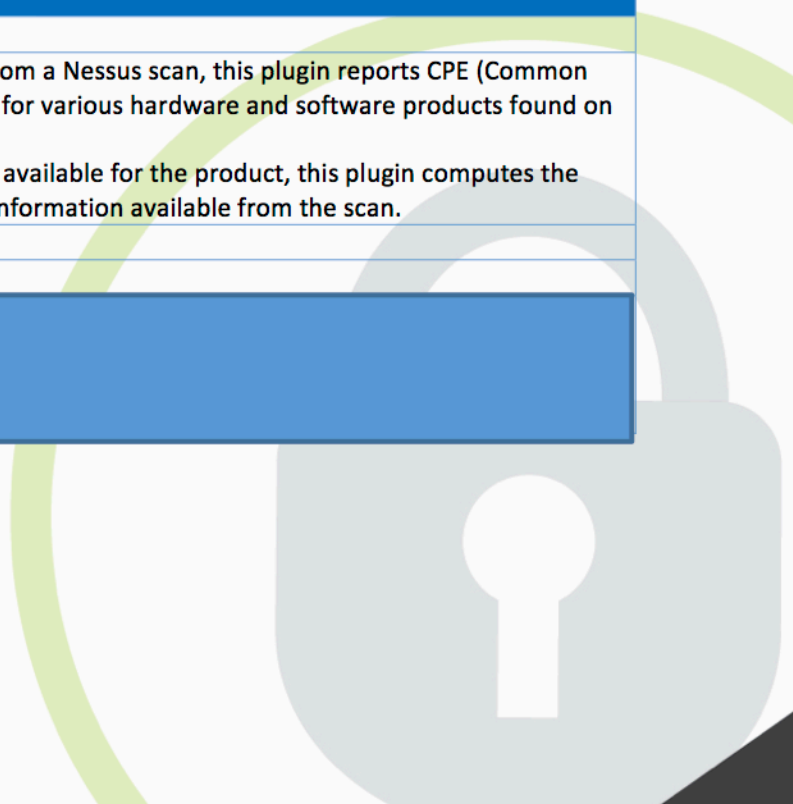 om a Nessus scan, this plugin reports CPE (Common
for various hardware and software products found on
available for the product, this plugin computes the
nformation available from the scan.